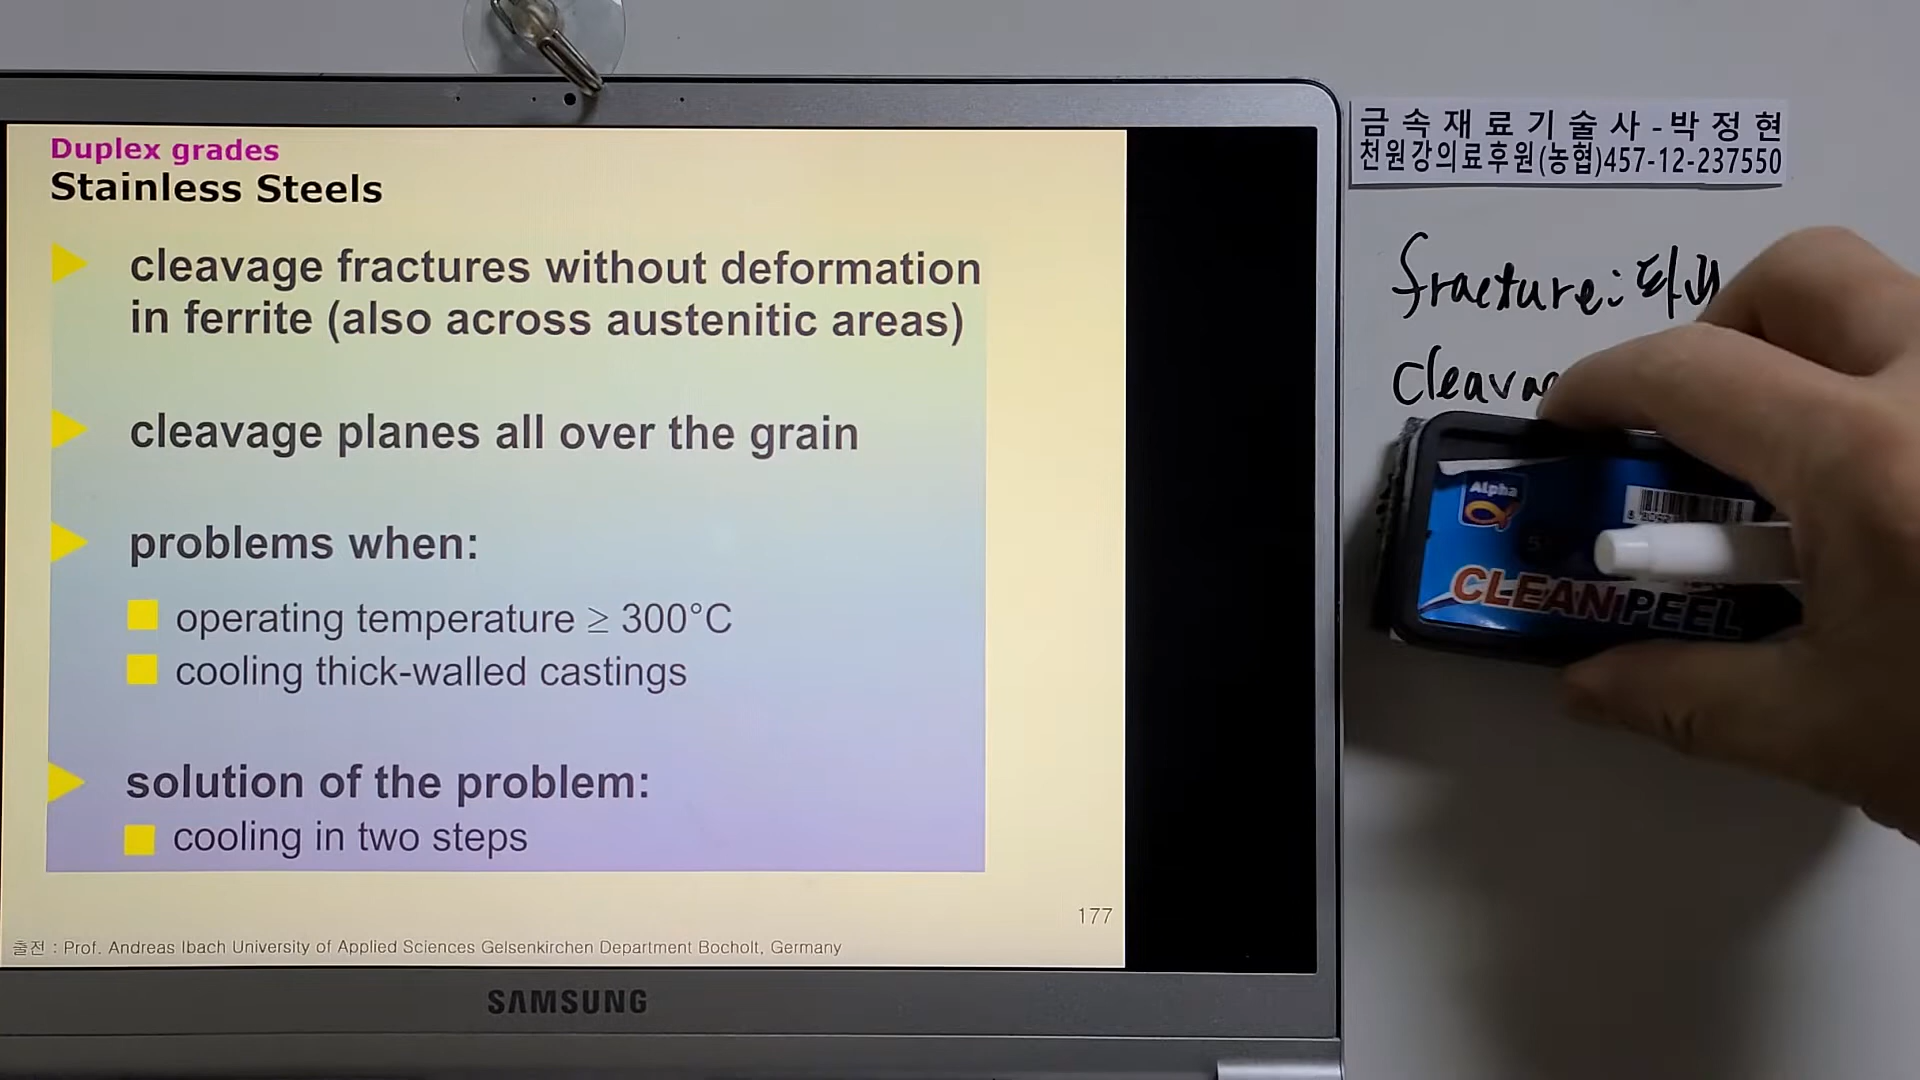 Duplex grades
Stainless Steels
cleavage fractures without deformation
in ferrite (also across austenitic areas)
cleavage planes all over the grain
problems when:
operating temperature ≥ 300°C
cooling thick-walled castings
solution of the problem:
cooling in two steps
177
출전 : Prof. Andreas Ibach University of Applied Sciences Gelsenkirchen Department Bocholt, Germany
SAMSUNG
금속재료기술사-박정현
천원강의료후원(농협)457-12-237550
fracture:
Alpha
CLEAN PEEL